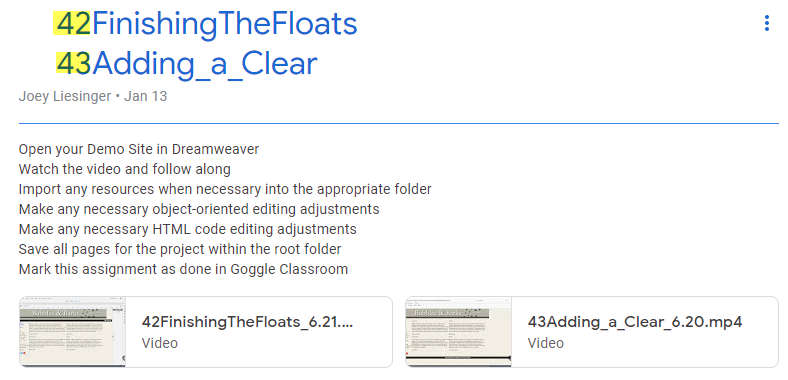 42FinishingTheFloats
43Adding_a_Clear
Joey Liesinger • Jan 13
Open your Demo Site in Dreamweaver
Watch the video and follow along
Import any resources when necessary into the appropriate folder
Make any necessary object-oriented editing adjustments
Make any necessary HTML code editing adjustments
Save all pages for the project within the root folder
Mark this assignment as done in Goggle Classroom
42FinishingTheFloats_6.21....
Video
43Adding_a_Clear_6.20.mp4
Video